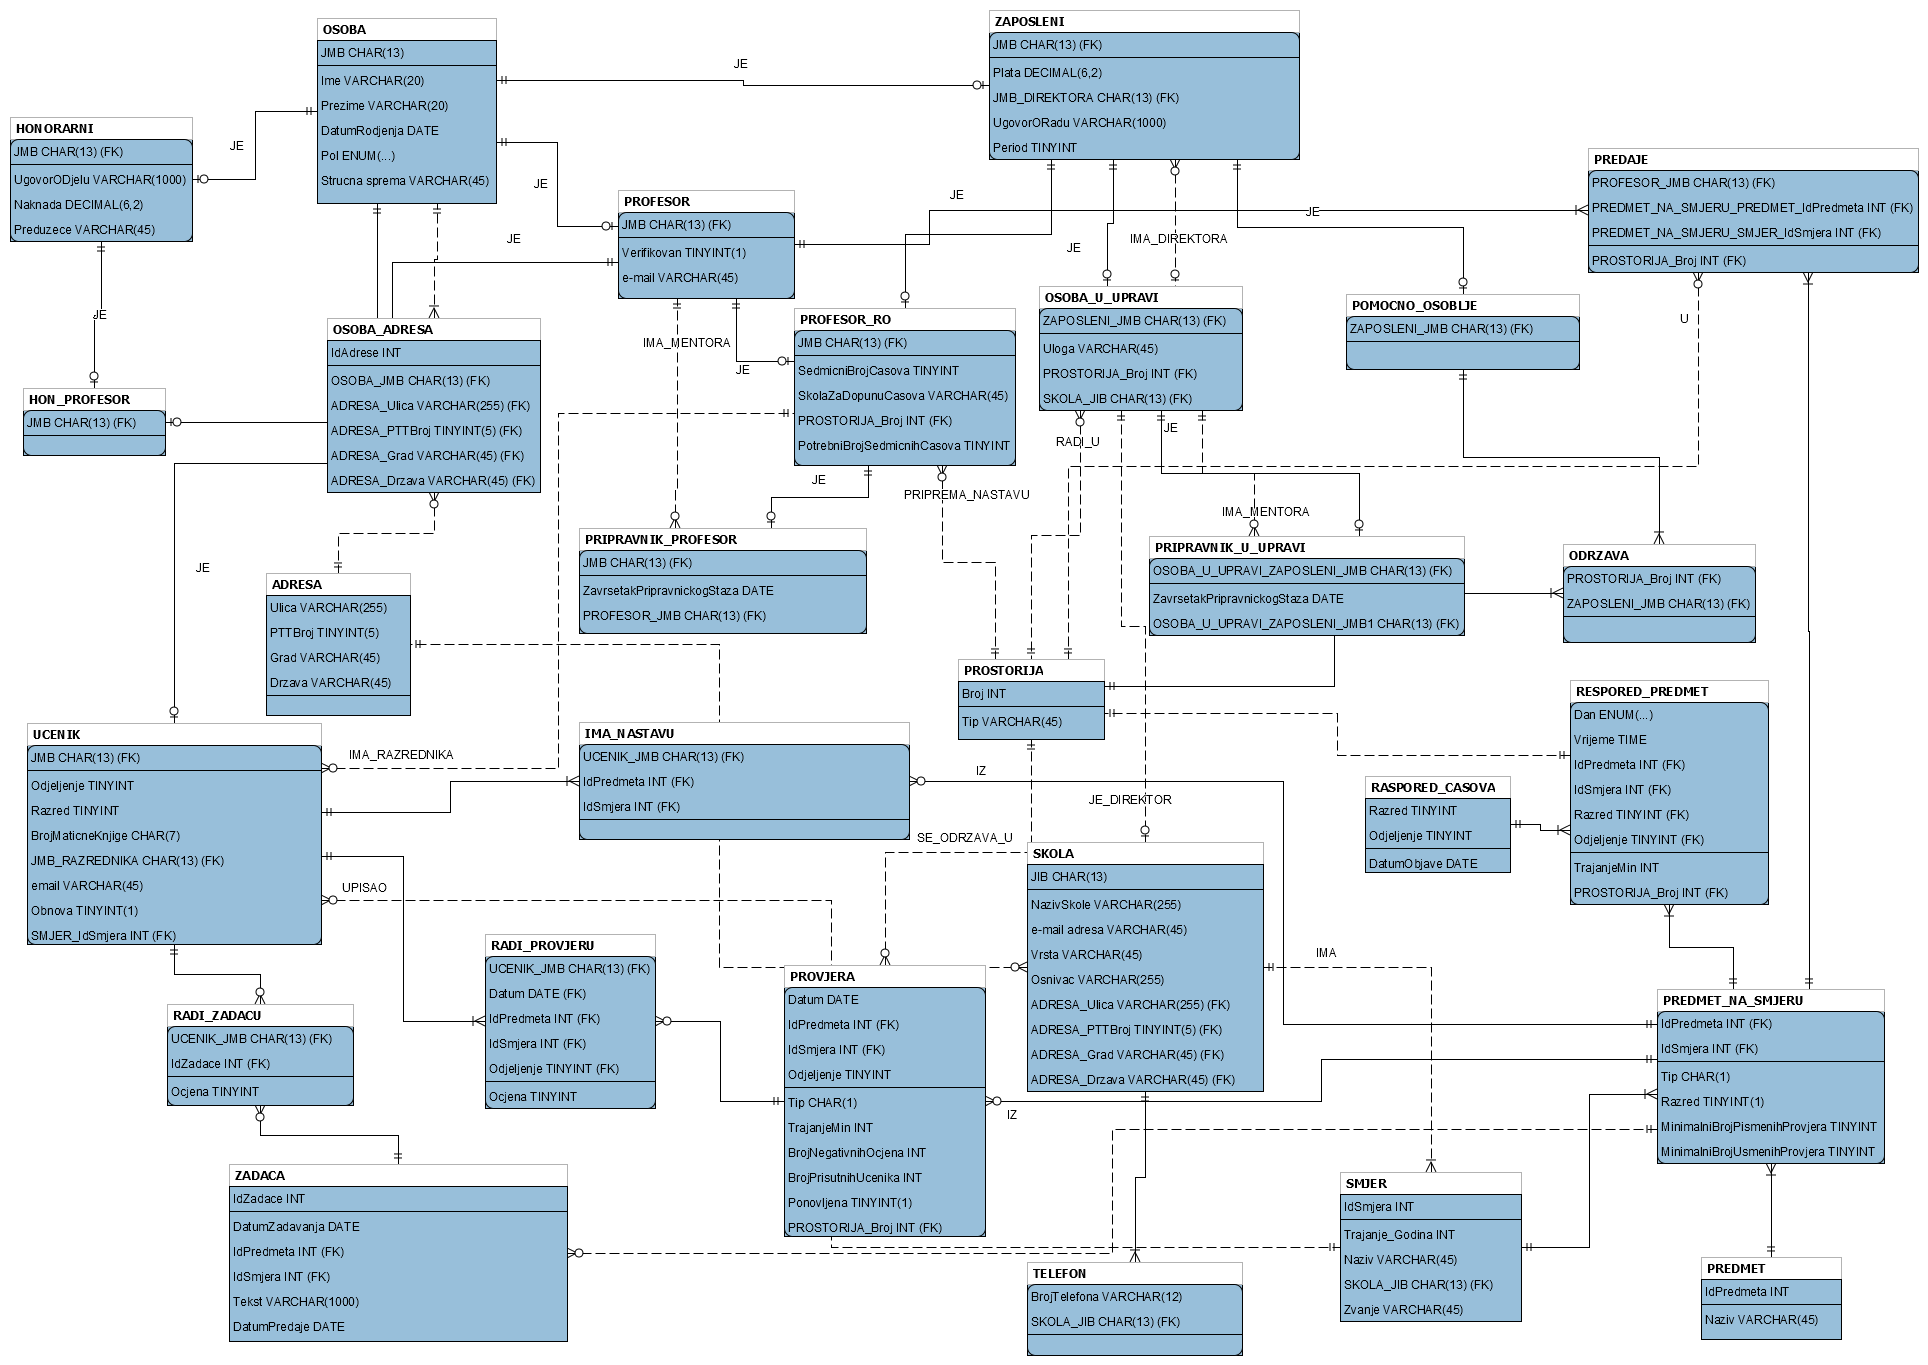 OSOBA
JMB CHAR(13)
Ime VARCHAR(20)
Prezime VARCHAR(20)
DatumRodjenja DATE
Pol ENUM(...)
Strucna sprema VARCHAR(45)
ZAPOSLENI
JMB CHAR(13) (FK)
Plata DECIMAL(6,2)
JMB_DIREKTORA CHAR(13) (FK)
UgovorORadu VARCHAR(1000)
Period TINYINT
JE
HONORARNI
JMB CHAR(13) (FK)
UgovorODjelu VARCHAR(1000)
Naknada DECIMAL(6,2)
Preduzece VARCHAR(45)
JE
JE
JE
PROFESOR
JMB CHAR(13) (FK)
Verifikovan TINYINT(1)
e-mail VARCHAR(45)
JE
JE
PREDAJE
PROFESOR_JMB CHAR(13) (FK)
PREDMET_NA_SMJERU_PREDMET_IdPredmeta INT (FK)
PREDMET_NA_SMJERU_SMJER_IdSmjera INT (FK)
PROSTORIJA_Broj INT (FK)
JE
IMA_DIREKTORA
JE
OSOBA_ADRESA
IdAdrese INT
OSOBA_JMB CHAR(13) (FK)
ADRESA_Ulica VARCHAR(255) (FK)
ADRESA_PTTBroj TINYINT(5) (FK)
ADRESA_Grad VARCHAR(45) (FK)
ADRESA_Drzava VARCHAR(45) (FK)
IMA_MENTORA
JE
PROFESOR_RO
JMB CHAR(13) (FK)
SedmicniBrojCasova TINYINT
SkolaZaDopunuCasova VARCHAR(45)
PROSTORIJA_Broj INT (FK)
PotrebniBrojSedmicnihCasova TINYINT
OSOBA_U_UPRAVI
ZAPOSLENI_JMB CHAR(13) (FK)
Uloga VARCHAR(45)
PROSTORIJA_Broj INT (FK)
SKOLA_JIB CHAR(13) (FK)
POMOCNO_OSOBLJE
ZAPOSLENI_JMB CHAR(13) (FK)
U
HON_PROFESOR
JMB CHAR(13) (FK)
RADI_U
JE
JE
PRIPREMA_NASTAVU
IMA_MENTORA
PRIPRAVNIK_PROFESOR
JMB CHAR(13) (FK)
ZavrsetakPripravnickogStaza DATE
PROFESOR_JMB CHAR(13) (FK)
PRIPRAVNIK_U_UPRAVI
OSOBA_U_UPRAVI_ZAPOSLENI_JMB CHAR(13) (FK)
ZavrsetakPripravnickogStaza DATE
OSOBA_U_UPRAVI_ZAPOSLENI_JMB1 CHAR(13) (FK)
ODRZAVA
PROSTORIJA_Broj INT (FK)
ZAPOSLENI_JMB CHAR(13) (FK)
JE
ADRESA
Ulica VARCHAR(255)
PTTBroj TINYINT(5)
Grad VARCHAR(45)
Drzava VARCHAR(45)
PROSTORIJA
Broj INT
Tip VARCHAR(45)
RESPORED_PREDMET
Dan ENUM(...)
Vrijeme TIME
IdPredmeta INT (FK)
IdSmjera INT (FK)
Razred TINYINT (FK)
Odjeljenje TINYINT (FK)
TrajanjeMin INT
PROSTORIJA_Broj INT (FK)
UCENIK
JMB CHAR(13) (FK)
Odjeljenje TINYINT
Razred TINYINT
BrojMaticneKnjige CHAR(7)
JMB_RAZREDNIKA CHAR(13) (FK)
email VARCHAR(45)
Obnova TINYINT(1)
SMJER_IdSmjera INT (FK)
IMA_RAZREDNIKA
IMA_NASTAVU
UCENIK_JMB CHAR(13) (FK)
IdPredmeta INT (FK)
IdSmjera INT (FK)
IZ
JE_DIREKTOR
RASPORED_CASOVA
Razred TINYINT
Odjeljenje TINYINT
DatumObjave DATE
SE_ODRZAVA_U
UPISAO
SKOLA
JIB CHAR(13)
NazivSkole VARCHAR(255)
e-mail adresa VARCHAR(45)
Vrsta VARCHAR(45)
Osnivac VARCHAR(255)
ADRESA_Ulica VARCHAR(255) (FK)
ADRESA_PTTBroj TINYINT(5) (FK)
ADRESA_Grad VARCHAR(45) (FK)
ADRESA_Drzava VARCHAR(45) (FK)
IMA
RADI_PROVJERU
UCENIK_JMB CHAR(13) (FK)
Datum DATE (FK)
IdPredmeta INT (FK)
IdSmjera INT (FK)
Odjeljenje TINYINT (FK)
Ocjena TINYINT
PROVJERA
Datum DATE
IdPredmeta INT (FK)
IdSmjera INT (FK)
Odjeljenje TINYINT
Tip CHAR(1)
TrajanjeMin INT
BrojNegativnihOcjena INT
BrojPrisutnihUcenika INT
Ponovljena TINYINT(1)
PROSTORIJA_Broj INT (FK)
IZ
PREDMET_NA_SMJERU
IdPredmeta INT (FK)
IdSmjera INT (FK)
Tip CHAR(1)
Razred TINYINT(1)
MinimalniBrojPismenihProvjera TINYINT
MinimalniBrojUsmenihProvjera TINYINT
RADI_ZADACU
UCENIK_JMB CHAR(13) (FK)
IdZadace INT (FK)
Ocjena TINYINT
ZADACA
IdZadace INT
DatumZadavanja DATE
IdPredmeta INT (FK)
IdSmjera INT (FK)
Tekst VARCHAR(1000)
DatumPredaje DATE
SMJER
IdSmjera INT
Trajanje_Godina INT
Naziv VARCHAR(45)
SKOLA_JIB CHAR(13) (FK)
Zvanje VARCHAR(45)
TELEFON
BrojTelefona VARCHAR(12)
SKOLA_JIB CHAR(13) (FK)
PREDMET
IdPredmeta INT
Naziv VARCHAR(45)